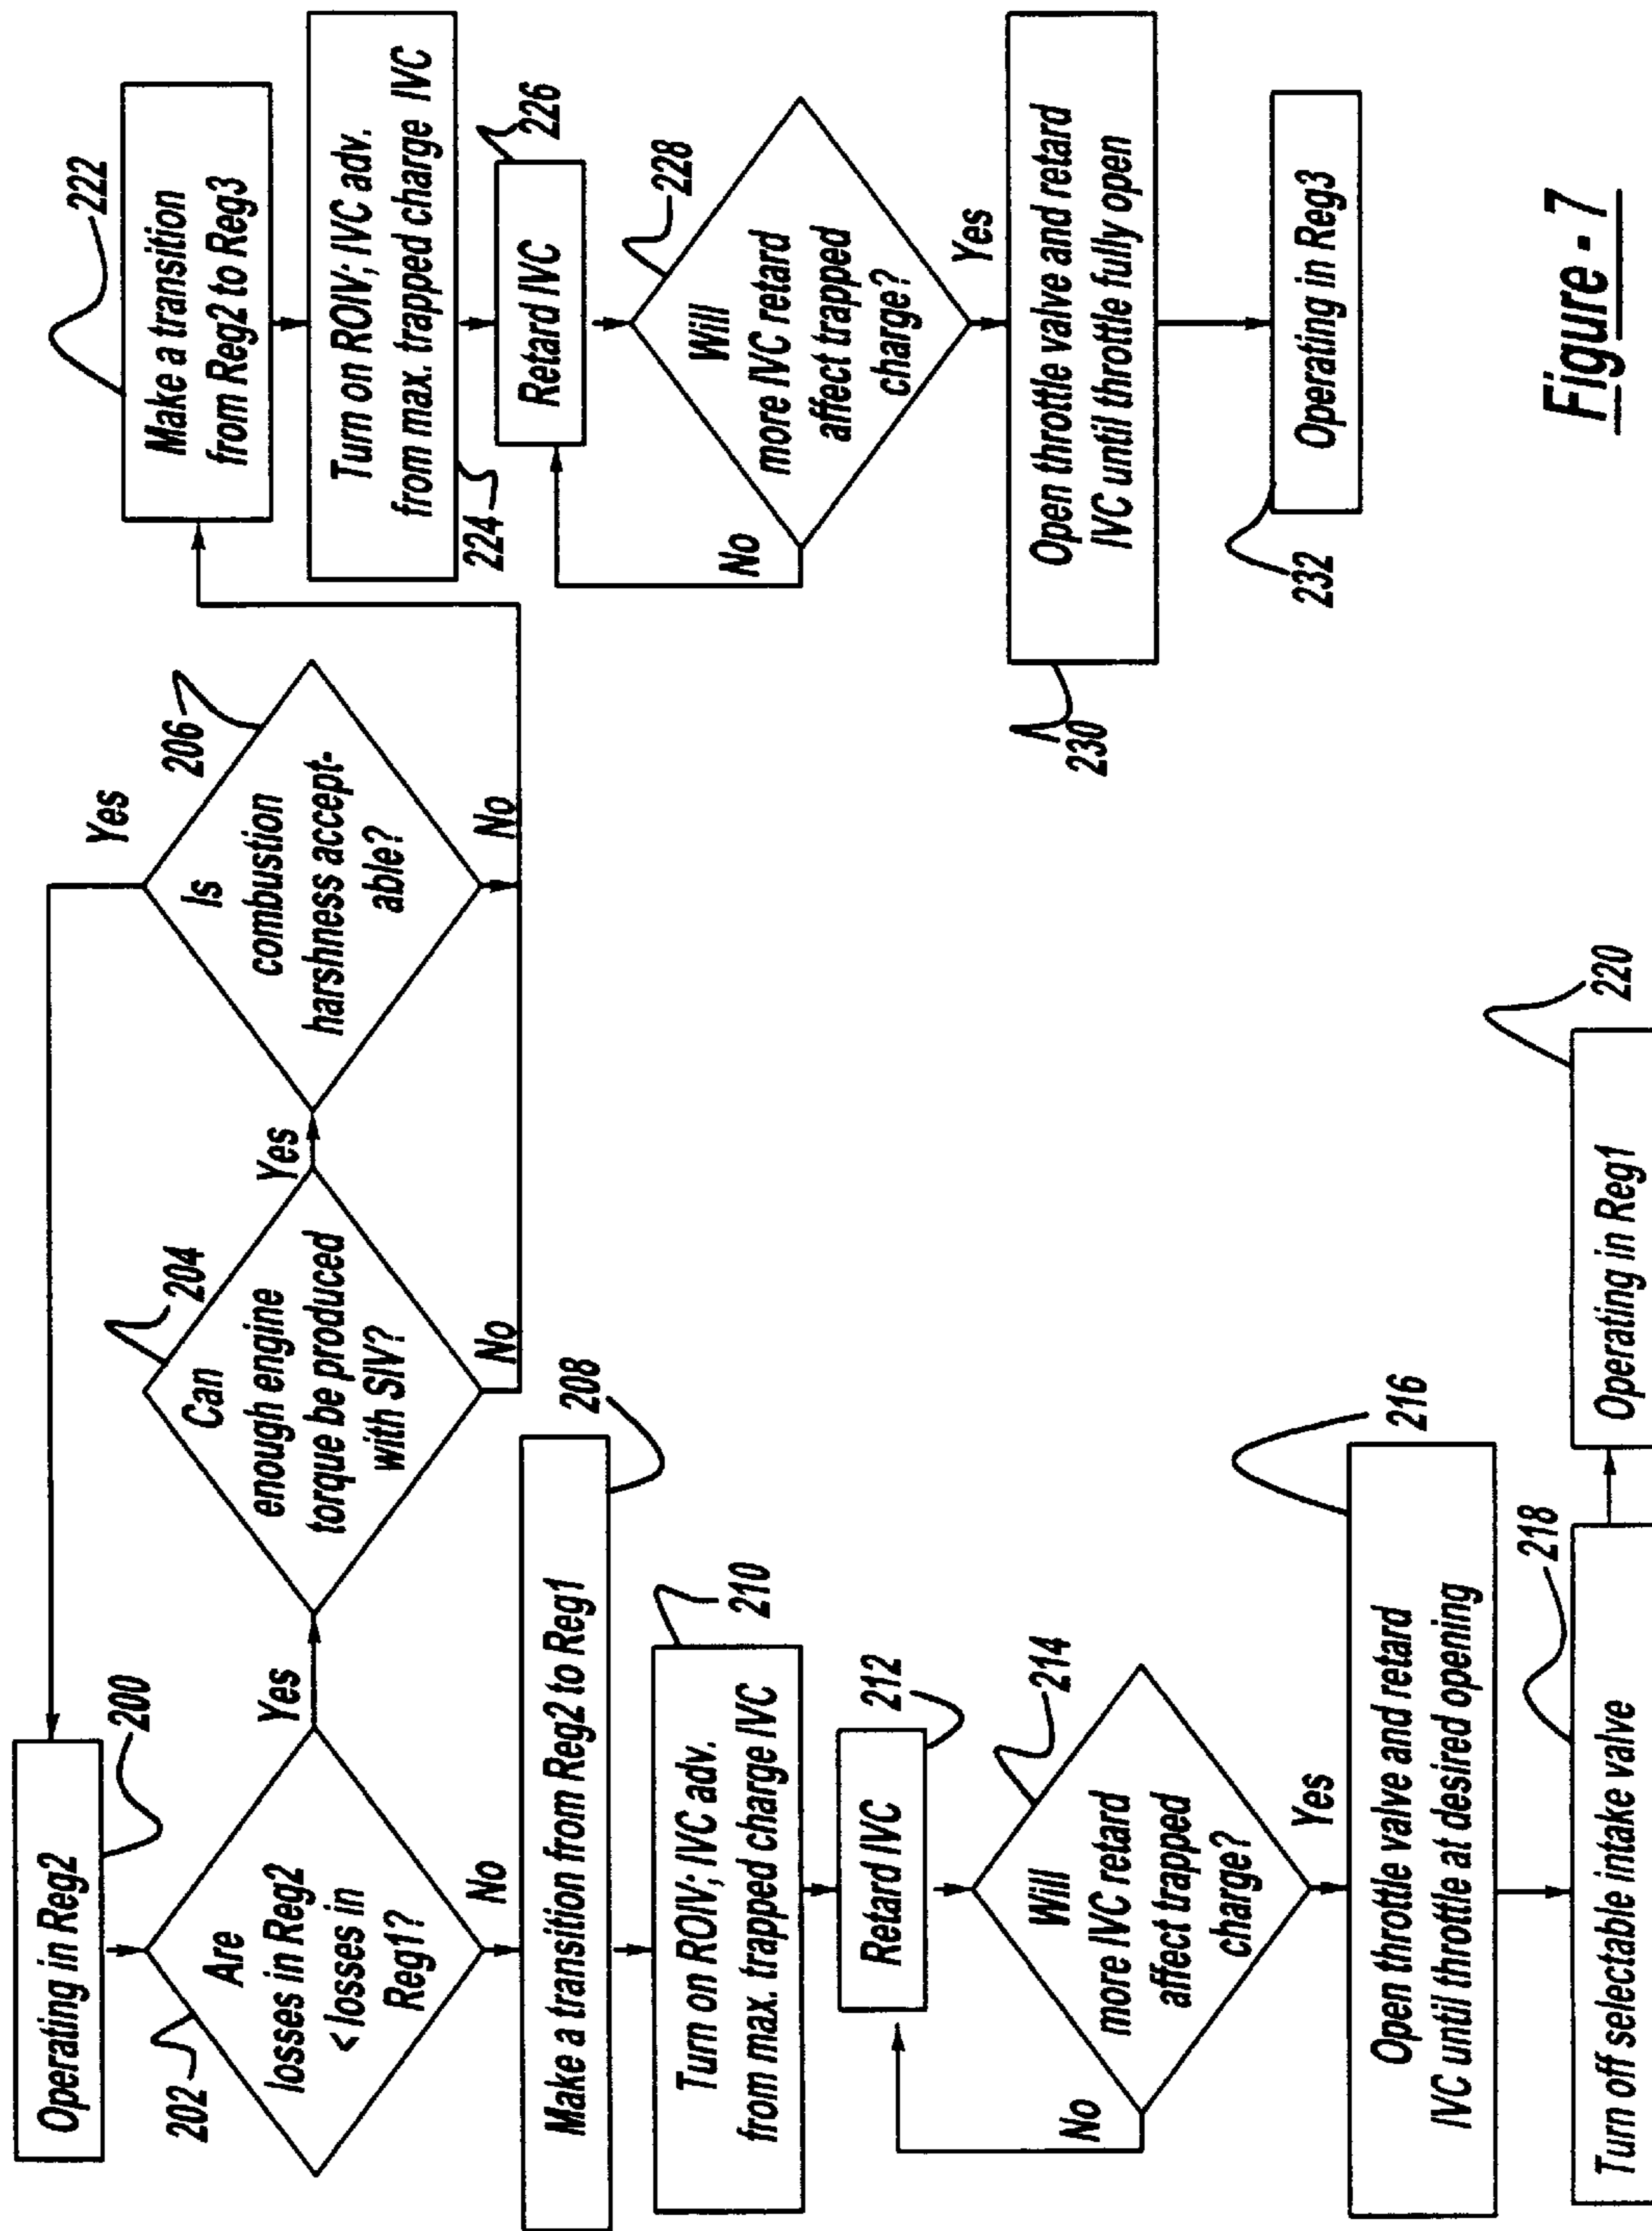 Operating in Reg2
200
202
Are
losses in Reg2
< losses in
Reg1?
Yes
No
204
Can
enough engine
torque be produced
with SIV?
Yes
No
206
Is
combustion
harshness accept-
able?
Yes
No
208
Make a transition from Reg2 to Reg1
210
Turn on ROIV; IVC adv.
from max. trapped charge IVC
212
Retard IVC
214
Will
more IVC retard
affect trapped
charge?
No
Yes
216
Open throttle valve and retard
IVC until throttle at desired opening
218
Turn off selectable intake valve
220
Operating in Reg1
222
Make a transition
from Reg2 to Reg3
224
Turn on ROIV; IVC adv.
from max. trapped charge IVC
226
Retard IVC
228
Will
more IVC retard
affect trapped
charge?
No
Yes
230
Open throttle valve and retard
IVC until throttle fully open
232
Operating in Reg3
Figure - 7